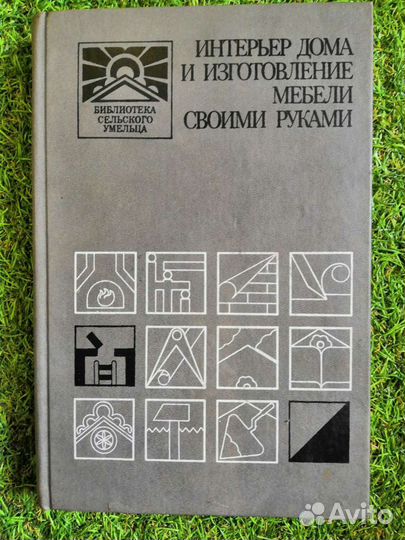 ИНТЕРЬЕР ДОМА
И ИЗГОТОВЛЕНИЕ
МЕБЕЛИ
СВОИМИ РУКАМИ
БИБЛИОТЕКА
СЕЛЬСКОГО
УМЕЛЬЦА
Avito